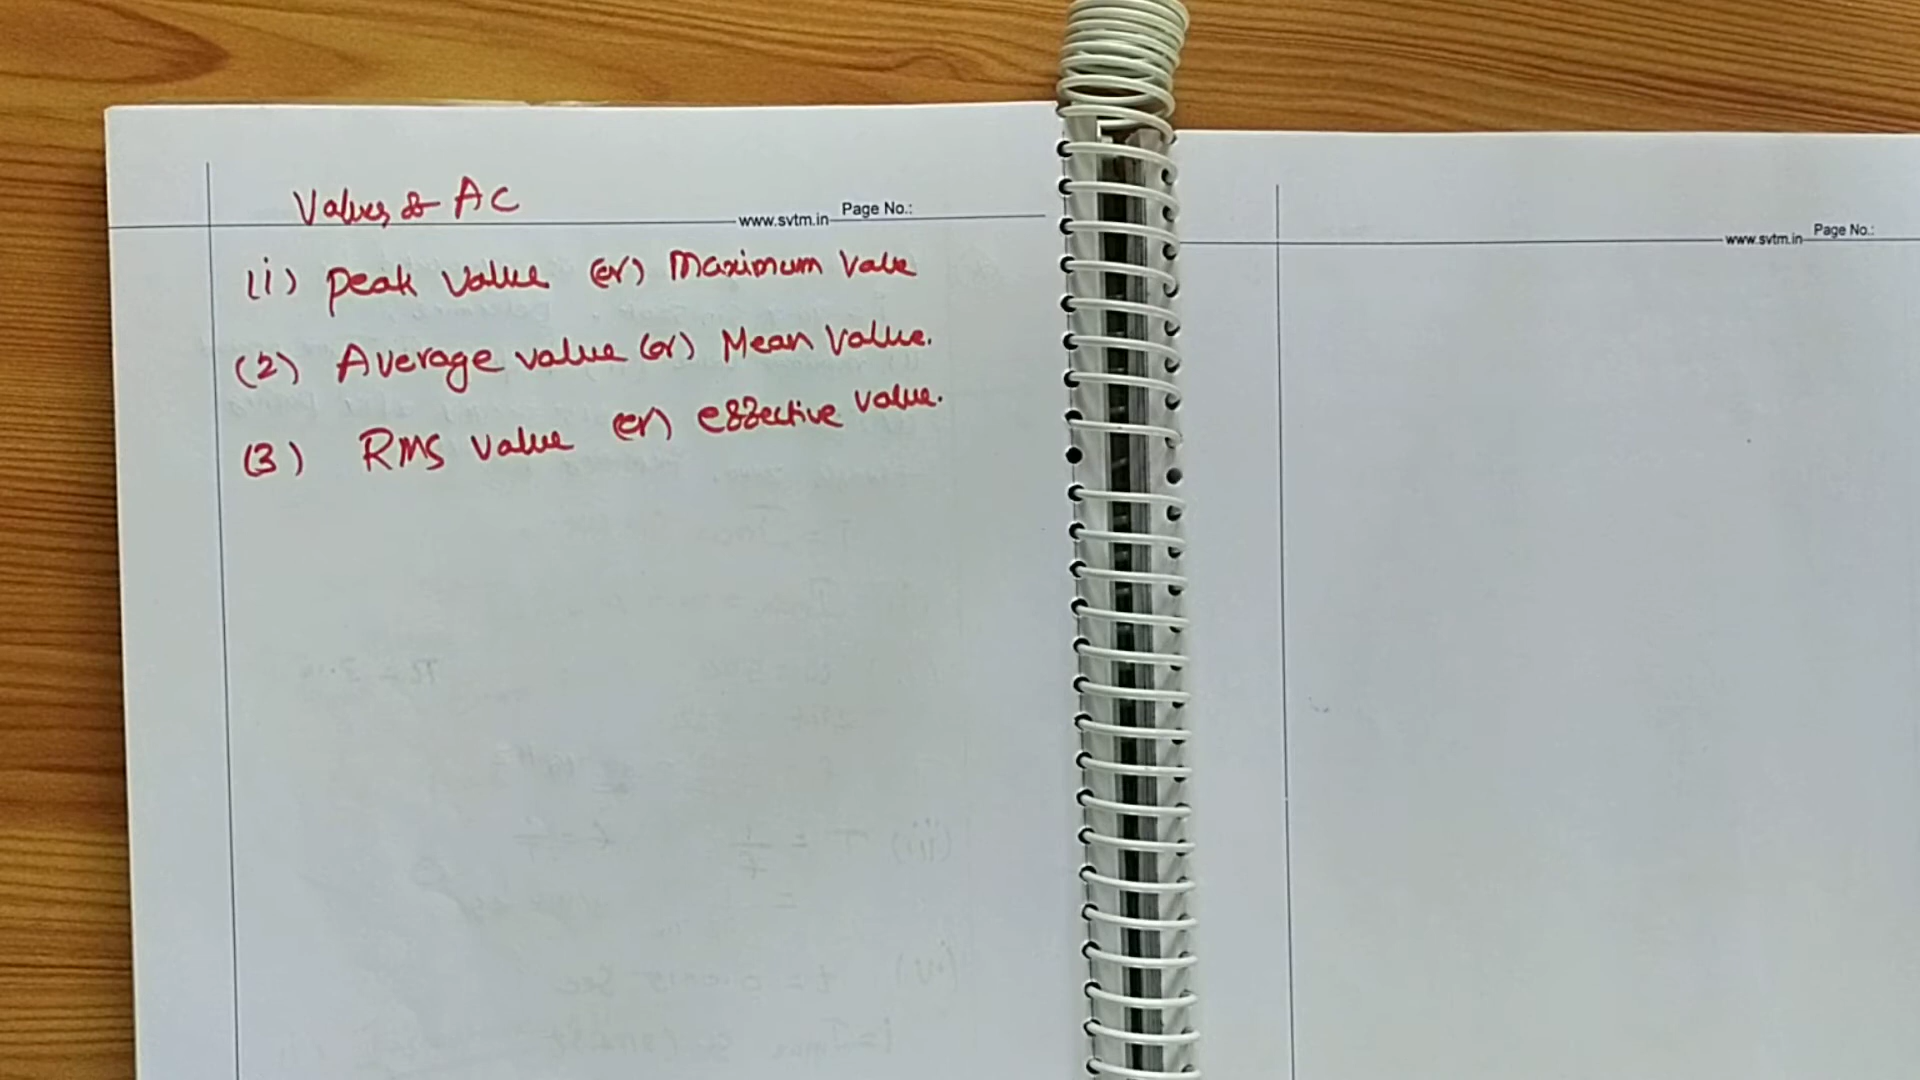 Values of AC
www.svtm.in Page No.:
(i) peak value (or) Maximum Value
(2) Average value (or) Mean Value.
(3) RMS value (or) effective value.
www.svtm.in Page No.: